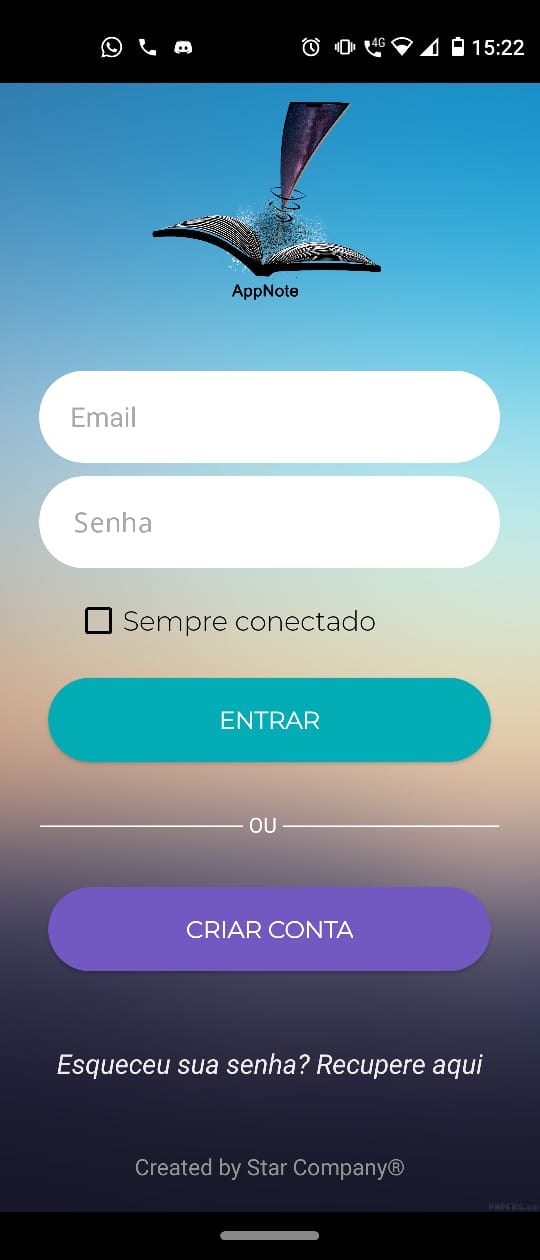 4G 15:22
AppNote
Email
Senha
Sempre conectado
ENTRAR
OU
CRIAR CONTA
Esqueceu sua senha? Recupere aqui
Created by Star Company®